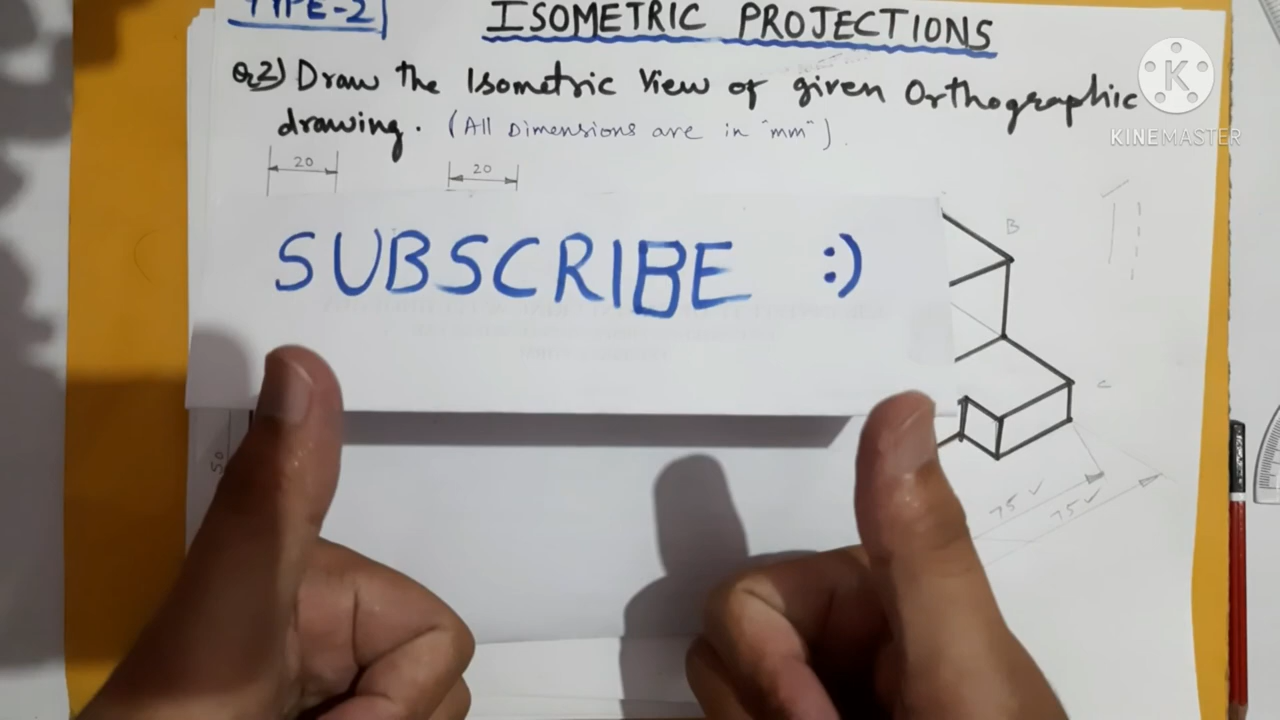 TYPE-2
ISOMETRIC PROJECTIONS
Q2) Draw the Isometric View of given Orthographic
drawing. (All Dimensions are in "mm").
20 20
K
KINEMASTER
SUBSCRIBE :)
B
C
50
75 ✓
75 ✓